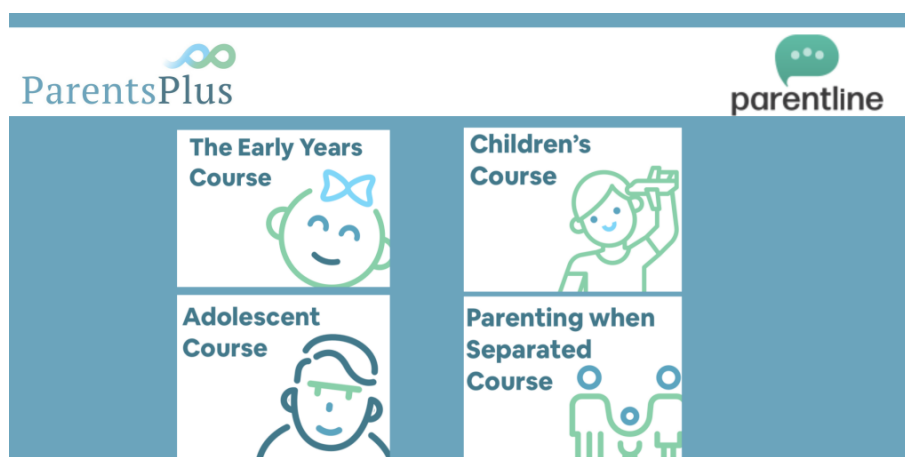 ParentsPlus
parentline
The Early Years
Course
Children's
Course
Adolescent
Course
Parenting when
Separated
Course